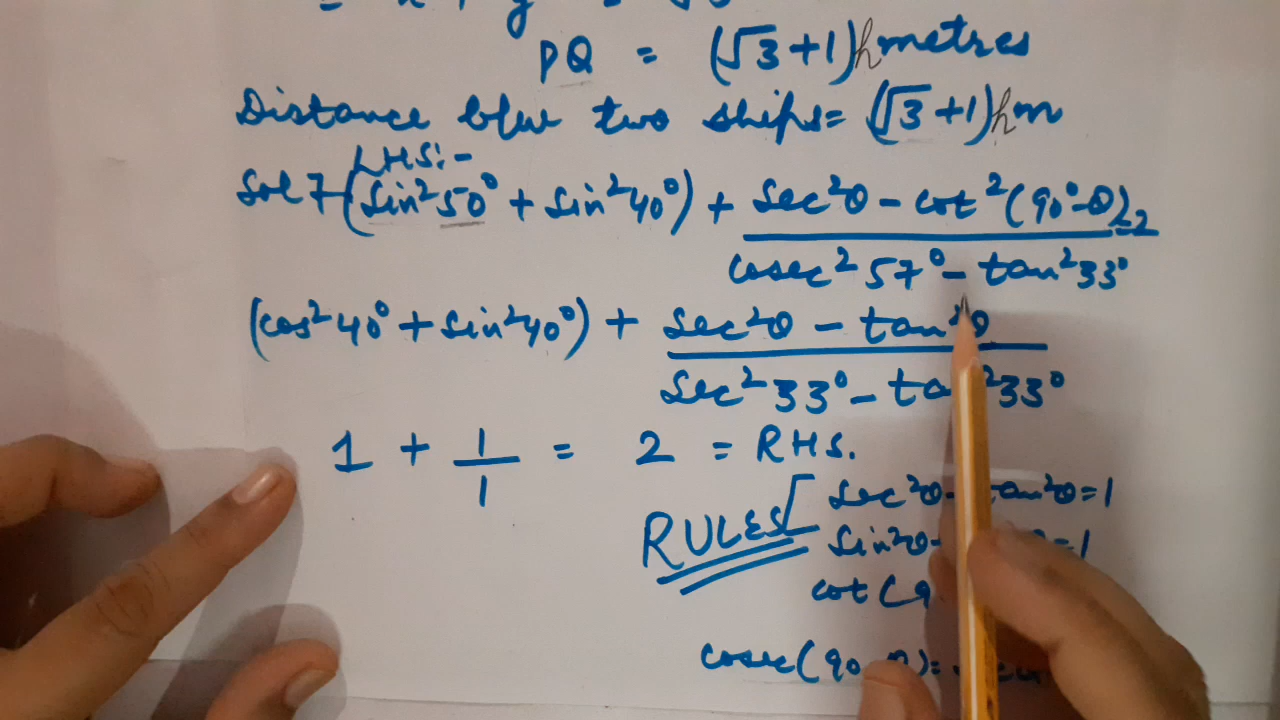 PQ = (√3+1)h metres
Distance b/w two ships = (√3+1)h m
LHS:-
Sol 7 (sin²50° + sin²40°) + sec²θ - cot²(90°-θ)
cosec²57° - tan²33°
(cos²40° + sin²40°) + sec²θ - tan²θ
sec²33° - tan²33°
1 + 1/1 = 2 = RHS.
RULES sec²θ - tan²θ = 1
sin²θ = 1
cot (9
cosec (90 θ) =